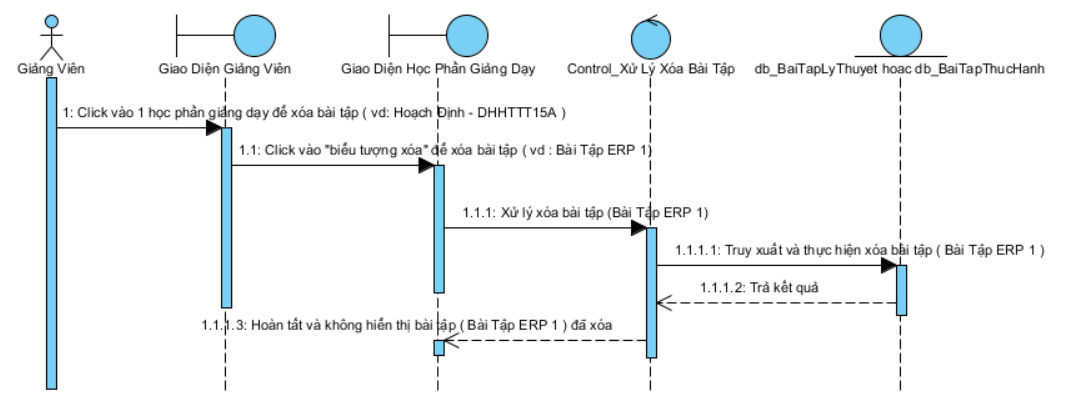 Giảng Viên
Giao Diện Giảng Viên
Giao Diện Học Phần Giảng Dạy
Control_Xử Lý Xóa Bài Tập
db_BaiTapLyThuyet hoac db_BaiTapThucHanh
1: Click vào 1 học phần giảng dạy để xóa bài tập ( vd: Hoạch Định - DHHTTT15A )
1.1: Click vào "biểu tượng xóa" để xóa bài tập ( vd : Bài Tập ERP 1)
1.1.1: Xử lý xóa bài tập (Bài Tập ERP 1)
1.1.1.1: Truy xuất và thực hiện xóa bài tập ( Bài Tập ERP 1 )
1.1.1.2: Trả kết quả
1.1.1.3: Hoàn tất và không hiển thị bài tập ( Bài Tập ERP 1 ) đã xóa